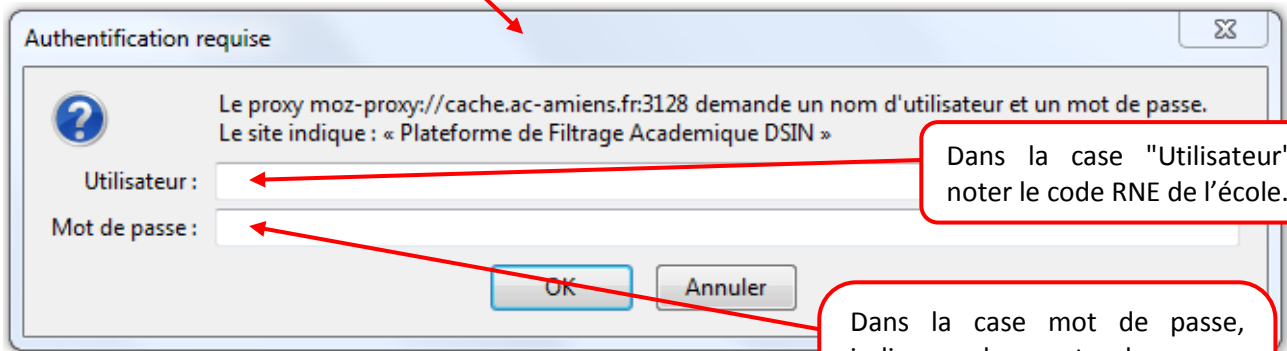 Authentification requise
Le proxy moz-proxy://cache.ac-amiens.fr:3128 demande un nom d'utilisateur et un mot de passe.
Le site indique : « Plateforme de Filtrage Academique DSIN »
Dans la case "Utilisateur"
noter le code RNE de l’école.
Utilisateur :
Mot de passe :
OK
Annuler
Dans la case mot de passe,